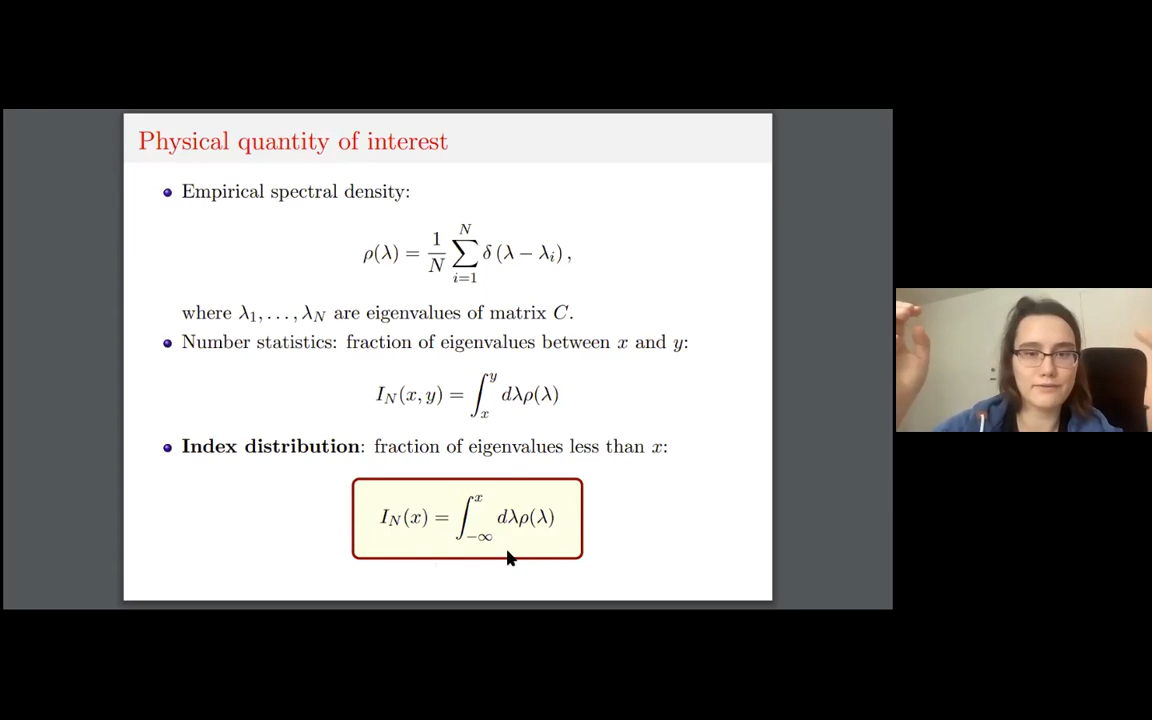 Physical quantity of interest
Empirical spectral density:
ρ(λ) = 1/N ∑_{i=1}^{N} δ (λ − λ_i) ,
where λ_1, . . . , λ_N are eigenvalues of matrix C.
Number statistics: fraction of eigenvalues between x and y:
I_N(x, y) = ∫_x^y dλρ(λ)
Index distribution: fraction of eigenvalues less than x:
I_N(x) = ∫_{−∞}^x dλρ(λ)